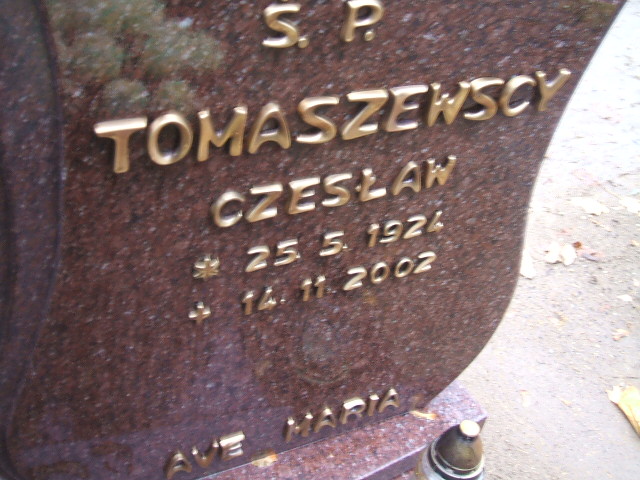 Ś. P.
TOMASZEWSCY
CZESŁAW
* 25. 5. 1924
+ 14. 11. 2002
AVE MARIA